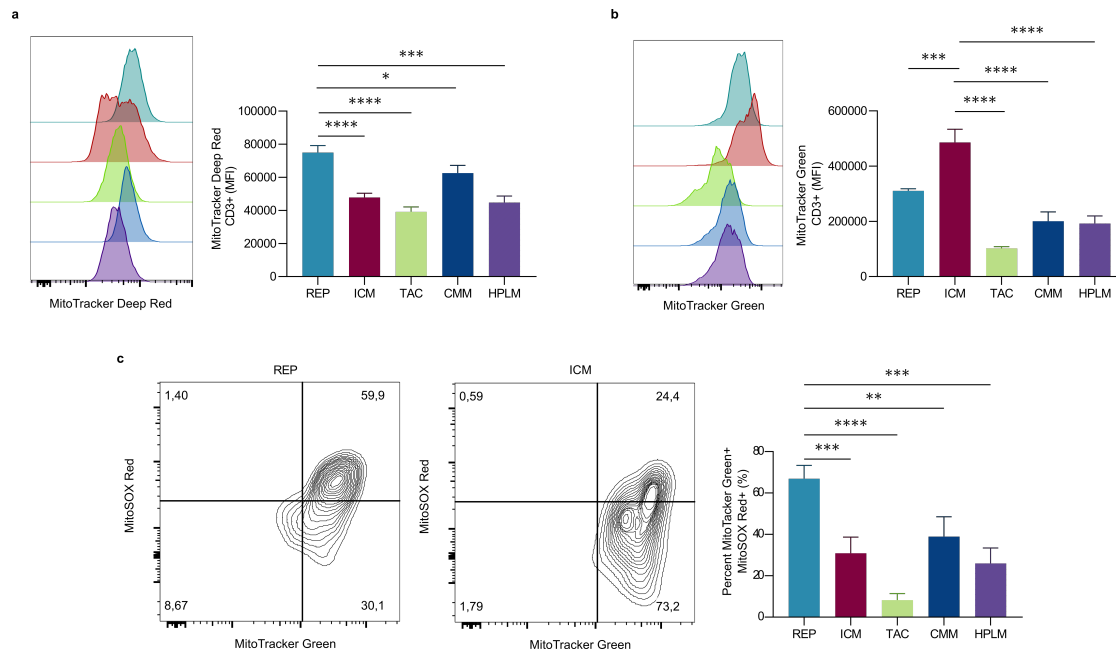 a
MitoTracker Deep Red
MitoTracker Deep Red
CD3+ (MFI)
100000
80000
60000
40000
20000
0
***
*
****
****
REP ICM TAC CMM HPLM
b
MitoTracker Green
MitoTracker Green
CD3+ (MFI)
600000
400000
200000
0
****
***
****
****
REP ICM TAC CMM HPLM
c
REP
1,40 59,9
8,67 30,1
MitoSOX Red
MitoTracker Green
ICM
0,59 24,4
1,79 73,2
MitoSOX Red
MitoTracker Green
Percent MitoTacker Green+
MitoSOX Red+ (%)
80
60
40
20
0
***
**
****
***
REP ICM TAC CMM HPLM